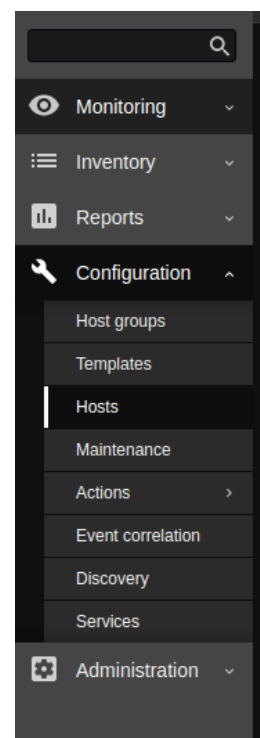 Monitoring
Inventory
Reports
Configuration
Host groups
Templates
Hosts
Maintenance
Actions
Event correlation
Discovery
Services
Administration